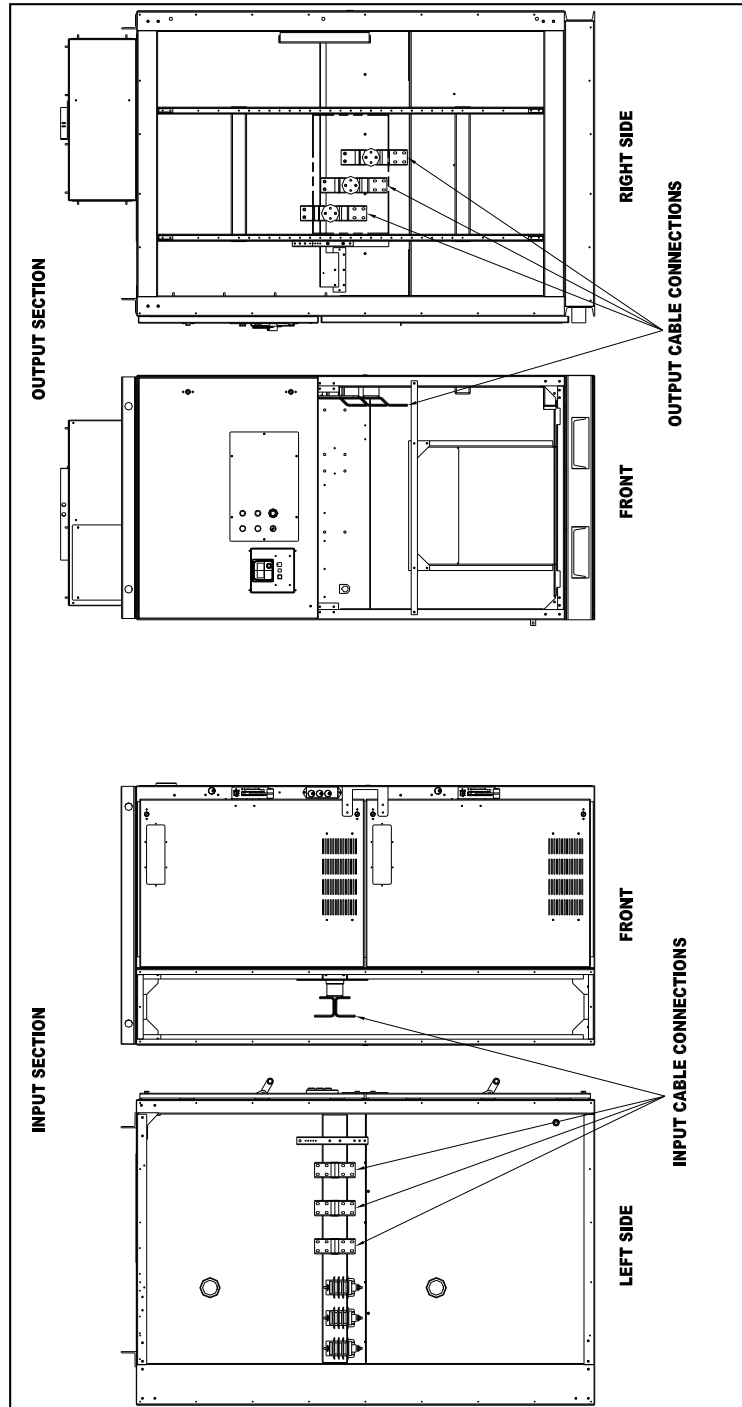 INPUT SECTION
OUTPUT SECTION
LEFT SIDE
FRONT
FRONT
RIGHT SIDE
INPUT CABLE CONNECTIONS
OUTPUT CABLE CONNECTIONS